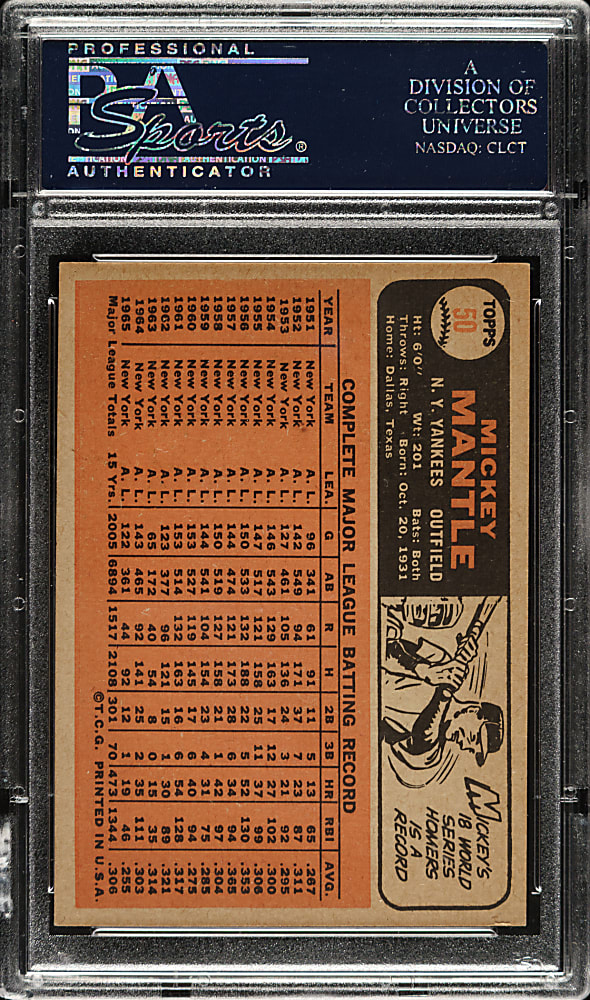 PROFESSIONAL
PSA
Sports®
AUTHENTICATOR
A
DIVISION OF
COLLECTORS
UNIVERSE
NASDAQ: CLCT
TOPPS
50
MICKEY
MANTLE
N. Y. YANKEES OUTFIELD
Ht: 6'0" Wt: 201 Bats: Both
Throws: Right Born: Oct. 20, 1931
Home: Dallas, Texas
MICKEY'S
18 WORLD
SERIES
HOMERS
IS A
RECORD
COMPLETE MAJOR LEAGUE BATTING RECORD
YEAR TEAM LEA. G AB R H 2B 3B HR RBI AVG.
1951 New York A. L. 96 341 61 91 11 5 13 65 .267
1952 New York A. L. 142 549 94 171 37 7 23 87 .311
1953 New York A. L. 127 461 105 136 24 3 21 92 .295
1954 New York A. L. 146 543 129 163 17 12 27 102 .300
1955 New York A. L. 147 517 121 158 25 11 37 99 .306
1956 New York A. L. 150 533 132 188 22 5 52 130 .353
1957 New York A. L. 144 474 121 173 28 6 34 94 .365
1958 New York A. L. 150 519 127 158 21 1 42 97 .304
1959 New York A. L. 144 541 104 154 23 4 31 75 .285
1960 New York A. L. 153 527 119 145 17 6 40 94 .275
1961 New York A. L. 153 514 132 163 16 6 54 128 .317
1962 New York A. L. 123 377 96 121 15 1 30 89 .321
1963 New York A. L. 65 172 40 54 8 0 15 35 .314
1964 New York A. L. 143 465 92 141 25 2 35 111 .303
1965 New York A. L. 122 361 44 92 12 1 19 46 .255
Major League Totals 15 Yrs. 2005 6894 1517 2108 301 70 473 1344 .306
©T.C.G. PRINTED IN U.S.A.